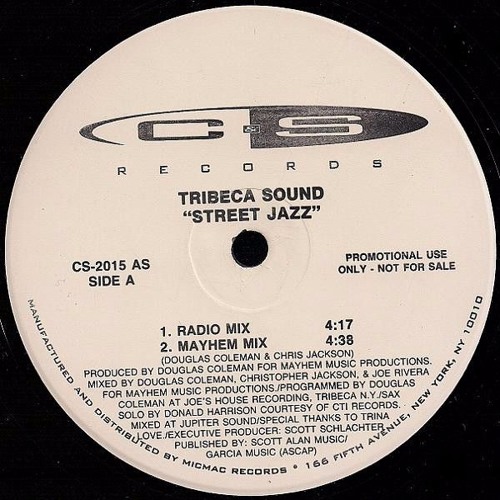 C&S
RECORDS
TRIBECA SOUND
"STREET JAZZ"
CS-2015 AS
SIDE A
PROMOTIONAL USE
ONLY - NOT FOR SALE
1. RADIO MIX 4:17
2. MAYHEM MIX 4:38
(DOUGLAS COLEMAN & CHRIS JACKSON)
PRODUCED BY DOUGLAS COLEMAN FOR MAYHEM MUSIC PRODUCTIONS.
MIXED BY DOUGLAS COLEMAN, CHRISTOPHER JACKSON, & JOE RIVERA
FOR MAYHEM MUSIC PRODUCTIONS/PROGRAMMED BY DOUGLAS
COLEMAN AT JOE'S HOUSE RECORDING, TRIBECA N.Y./SAX
SOLO BY DONALD HARRISON COURTESY OF CTI RECORDS.
MIXED AT JUPITER SOUND/SPECIAL THANKS TO TRINA
LOVE./EXECUTIVE PRODUCER: SCOTT SCHLACHTER
PUBLISHED BY: SCOTT ALAN MUSIC/
GARCIA MUSIC (ASCAP)
MANUFACTURED AND DISTRIBUTED BY MICMAC RECORDS • 166 FIFTH AVENUE, NEW YORK, NY 10010